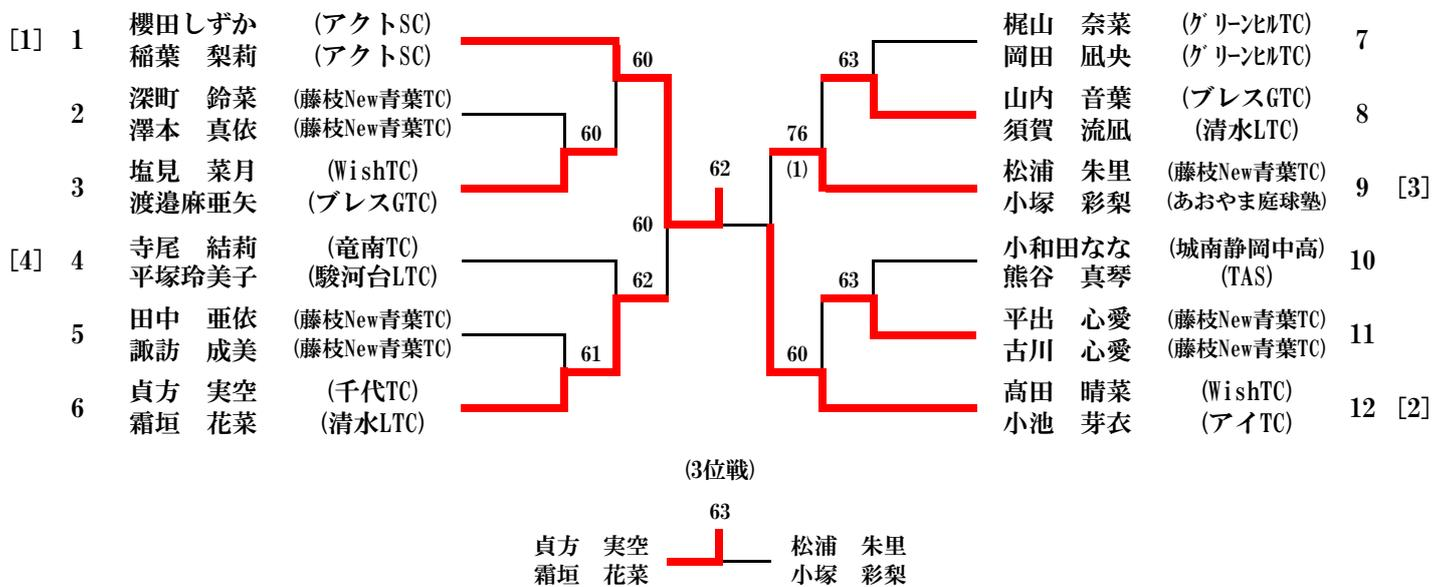 [1] 1 櫻田しずか (アクトSC)
稲葉 梨莉 (アクトSC)
2 深町 鈴菜 (藤枝New青葉TC)
澤本 真依 (藤枝New青葉TC)
3 塩見 菜月 (WishTC)
渡邉麻亜矢 (ブレスGTC)
[4] 4 寺尾 結莉 (竜南TC)
平塚玲美子 (駿河台LTC)
5 田中 亜依 (藤枝New青葉TC)
諏訪 成美 (藤枝New青葉TC)
6 貞方 実空 (千代TC)
霜垣 花菜 (清水LTC)
60
60
60
62
61
62
63
76
(1)
63
60
梶山 奈菜 (グリーンヒルTC) 7
岡田 凪央 (グリーンヒルTC)
山内 音葉 (ブレスGTC) 8
須賀 流凪 (清水LTC)
松浦 朱里 (藤枝New青葉TC) 9 [3]
小塚 彩梨 (あおやま庭球塾)
小和田なな (城南静岡中高) 10
熊谷 真琴 (TAS)
平出 心愛 (藤枝New青葉TC) 11
古川 心愛 (藤枝New青葉TC)
髙田 晴菜 (WishTC) 12 [2]
小池 芽衣 (アイTC)
(3位戦)
63
貞方 実空 松浦 朱里
霜垣 花菜 小塚 彩梨